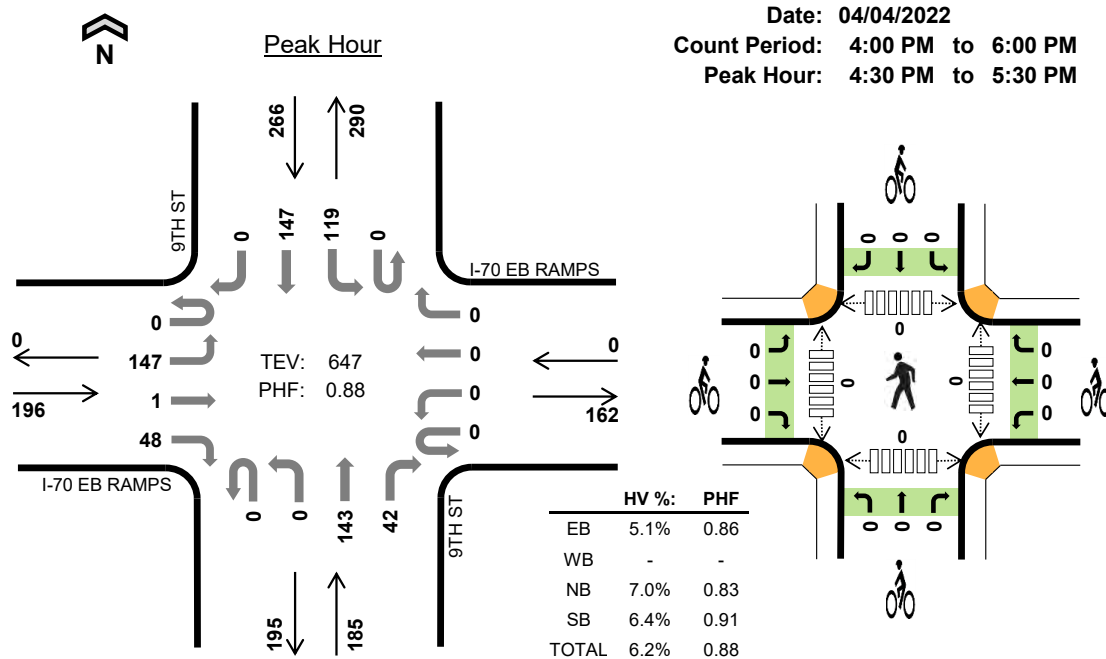 Date: 04/04/2022
Count Period: 4:00 PM to 6:00 PM
Peak Hour: 4:30 PM to 5:30 PM
N
Peak Hour
266
290
9TH ST
0
147
119
0
I-70 EB RAMPS
0
147
1
48
0
196
TEV: 647
PHF: 0.88
0
0
0
0
0
162
I-70 EB RAMPS
0
0
143
42
9TH ST
195
185
HV %: PHF
EB 5.1% 0.86
WB - -
NB 7.0% 0.83
SB 6.4% 0.91
TOTAL 6.2% 0.88
0 0 0
0
0
0
0
0
0
0
0
0
0
0
0 0 0